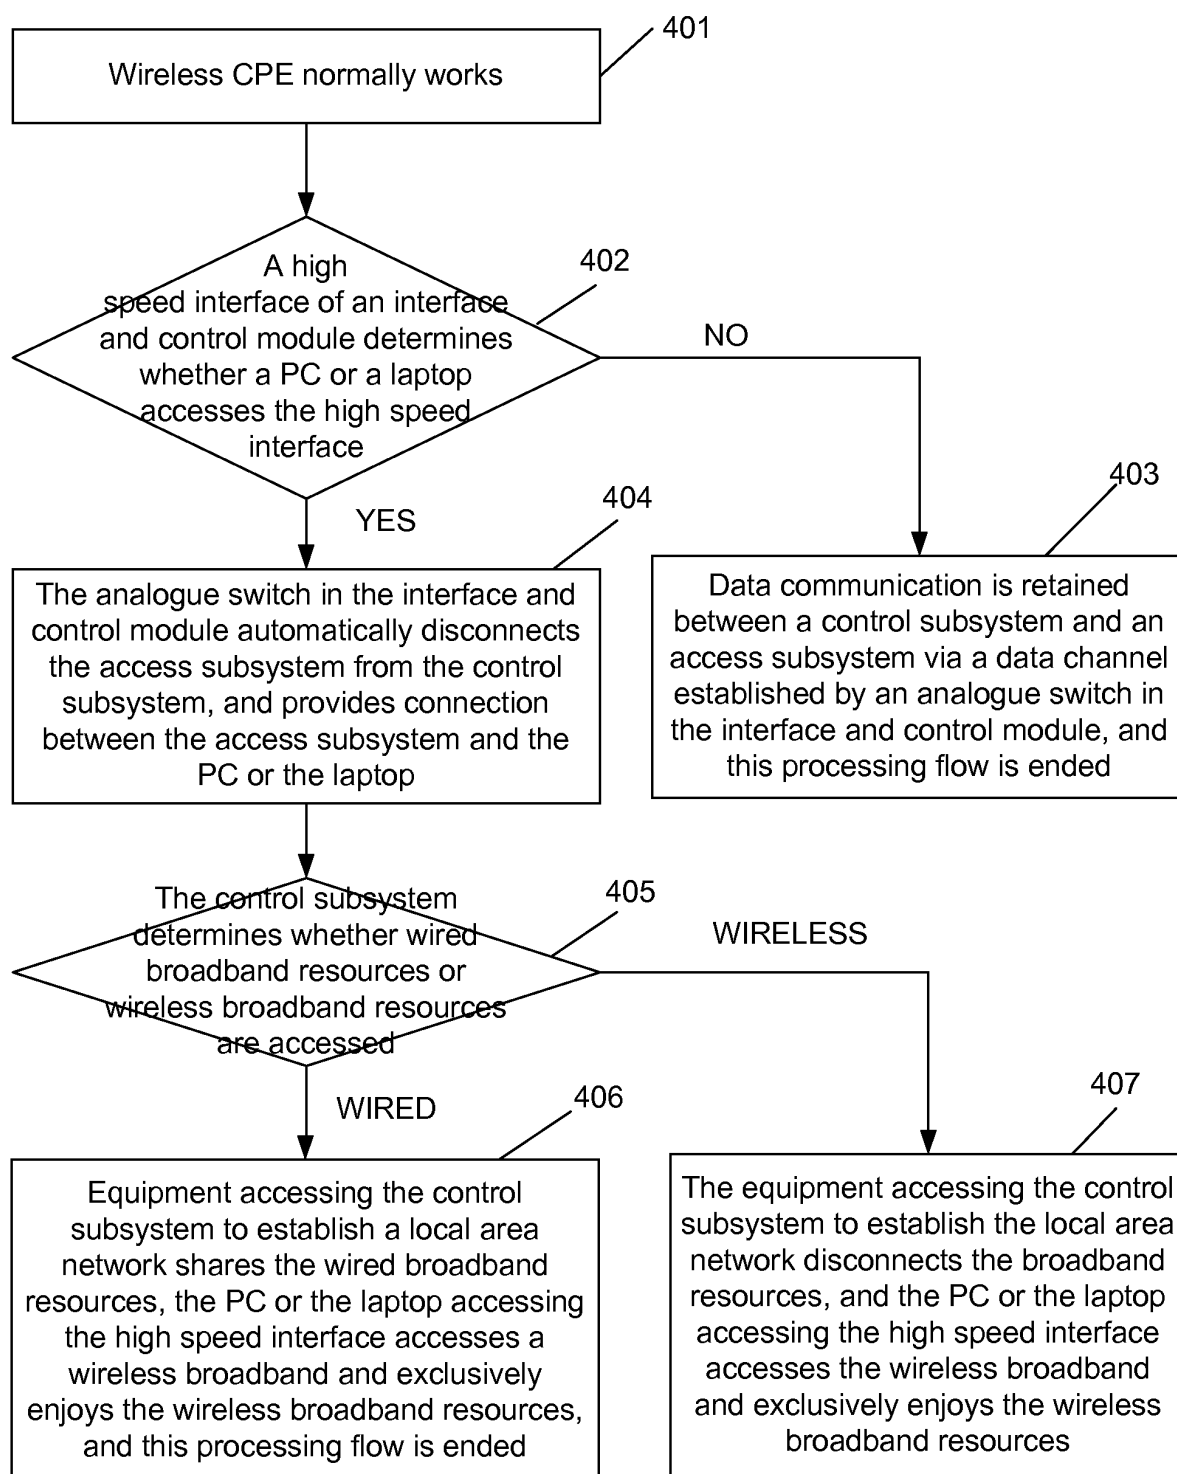 401
Wireless CPE normally works
402
A high
speed interface of an interface
and control module determines
whether a PC or a laptop
accesses the high speed
interface
NO
YES
403
404
The analogue switch in the interface and
control module automatically disconnects
the access subsystem from the control
subsystem, and provides connection
between the access subsystem and the
PC or the laptop
Data communication is retained
between a control subsystem and an
access subsystem via a data channel
established by an analogue switch in
the interface and control module, and
this processing flow is ended
405
The control subsystem
determines whether wired
broadband resources or
wireless broadband resources
are accessed
WIRELESS
WIRED
406
407
Equipment accessing the control
subsystem to establish a local area
network shares the wired broadband
resources, the PC or the laptop accessing
the high speed interface accesses a
wireless broadband and exclusively
enjoys the wireless broadband resources,
and this processing flow is ended
The equipment accessing the control
subsystem to establish the local area
network disconnects the broadband
resources, and the PC or the laptop
accessing the high speed interface
accesses the wireless broadband
and exclusively enjoys the wireless
broadband resources